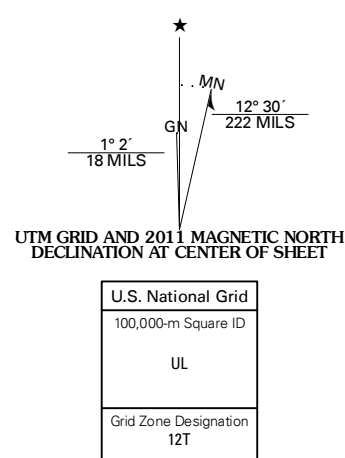 ★
MN
GN
12° 30´
222 MILS
1° 2´
18 MILS
UTM GRID AND 2011 MAGNETIC NORTH
DECLINATION AT CENTER OF SHEET
U.S. National Grid
100,000-m Square ID
UL
Grid Zone Designation
12T